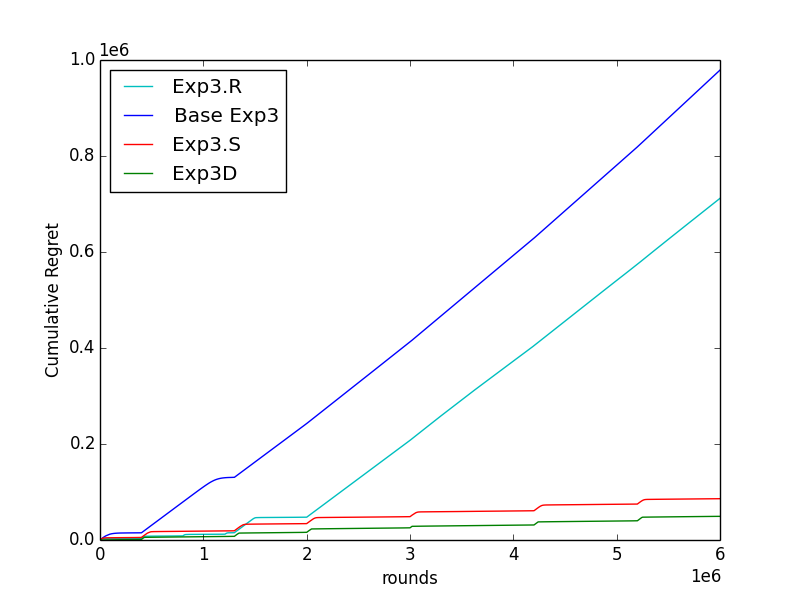 1e6
1.0
0.8
0.6
0.4
0.2
0.0
Cumulative Regret
Exp3.R
Base Exp3
Exp3.S
Exp3D
0 1 2 3 4 5 6
rounds
1e6